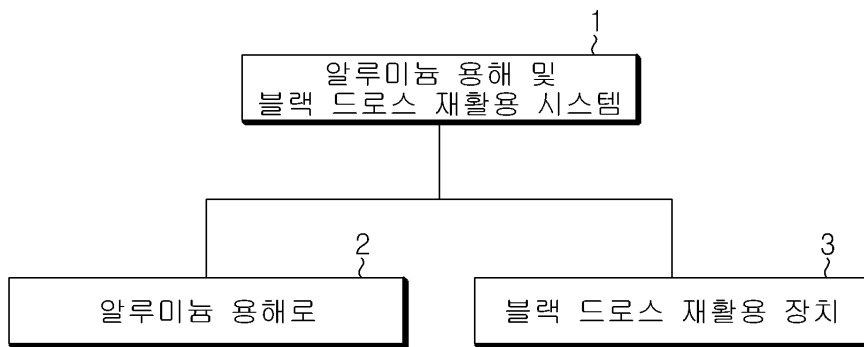 1
알루미늄 용해 및
블랙 드로스 재활용 시스템
2
알루미늄 용해로
3
블랙 드로스 재활용 장치